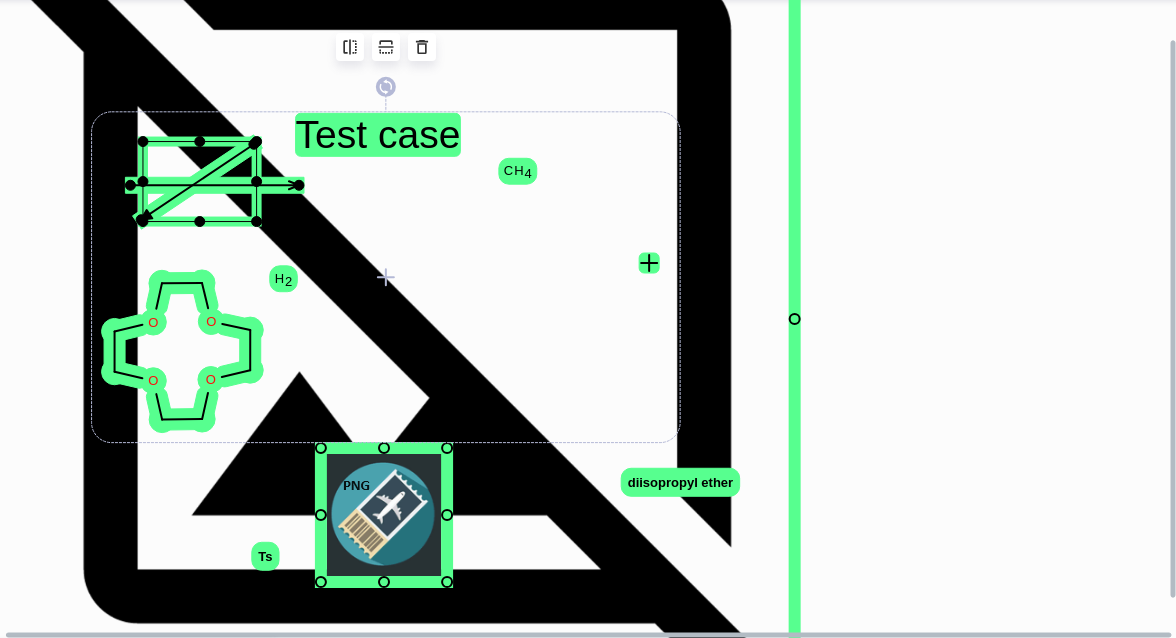 Test case
CH4
H2
O O
O O
PNG
diisopropyl ether
Ts